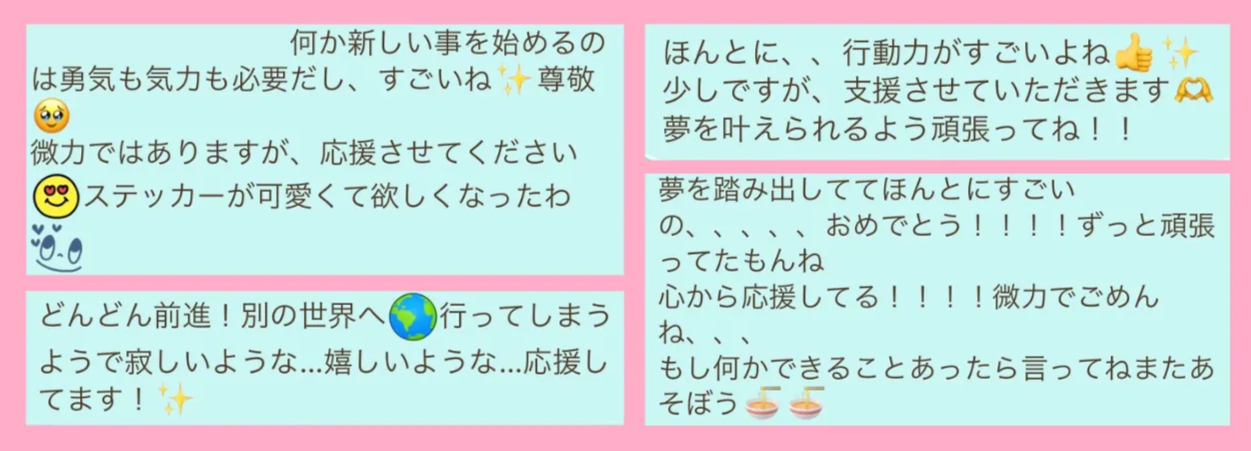 何か新しい事を始めるの
は勇気も気力も必要だし、すごいね✨尊敬
🥹
微力ではありますが、応援させてください
ステッカーが可愛くて欲しくなったわ
どんどん前進！別の世界へ🌎行ってしまう
ようで寂しいような...嬉しいような...応援し
てます！✨
ほんとに、、行動力がすごいよね👍✨
少しですが、支援させていただきます🫶
夢を叶えられるよう頑張ってね！！
夢を踏み出しててほんとにすごい
の、、、、、おめでとう！！！！ずっと頑張
ってたもんね
心から応援してる！！！！微力でごめん
ね、、、
もし何かできることあったら言ってねまたあ
そぼう🍜🍜